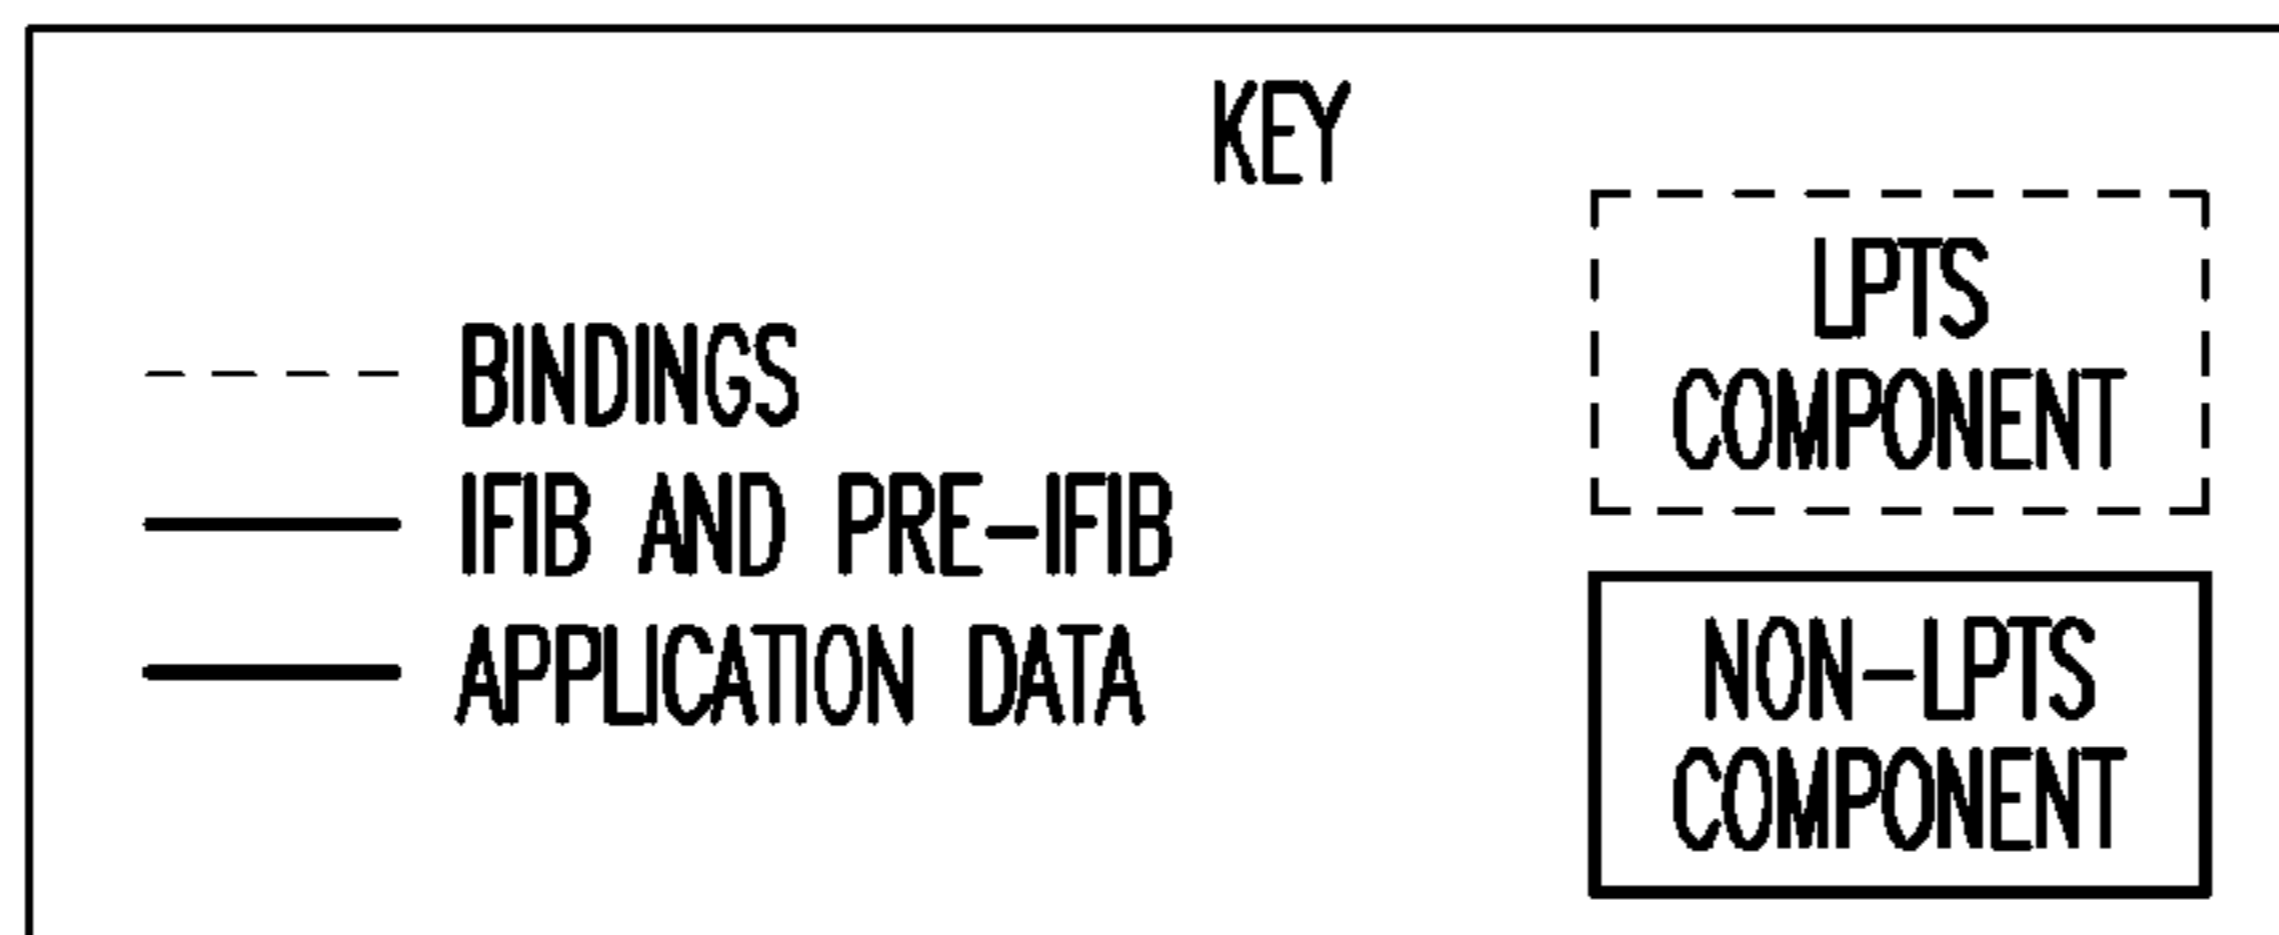 KEY
BINDINGS
IFIB AND PRE-IFIB
APPLICATION DATA
LPTS
COMPONENT
NON-LPTS
COMPONENT